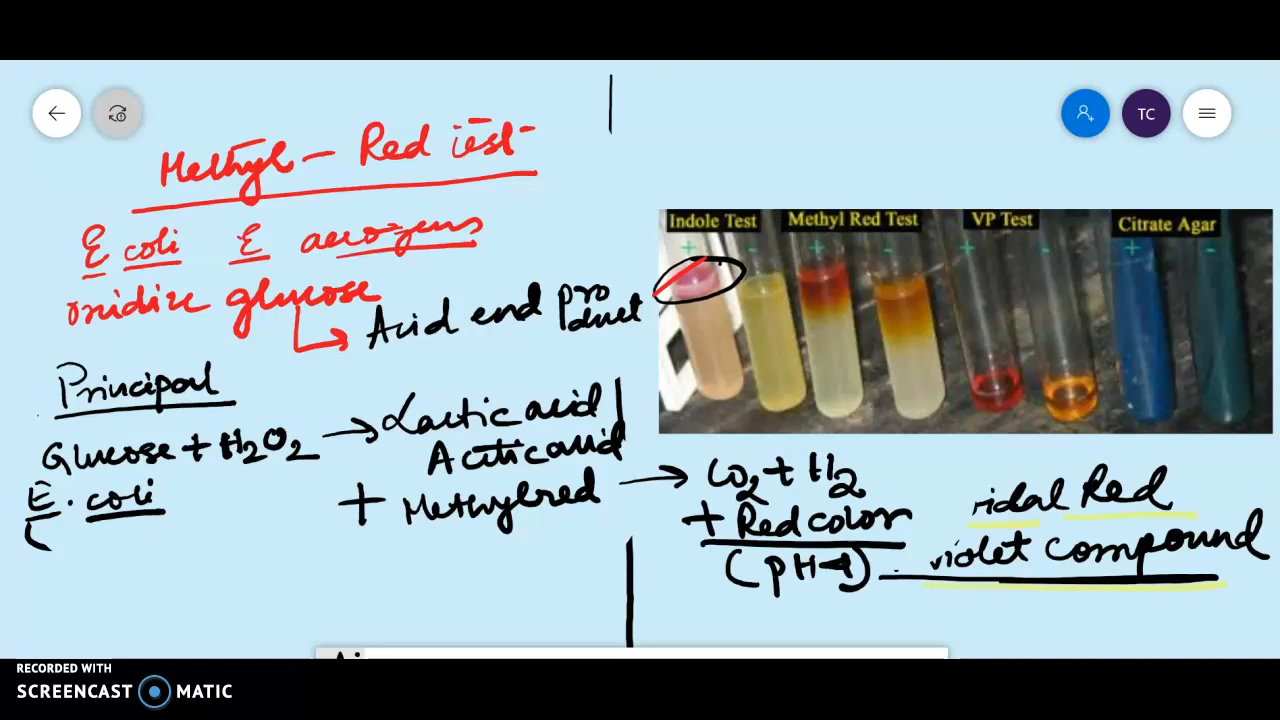 TC
Methyl - Red test
E coli E aerogens
oxidize glucose
Acid end product
Principal
Glucose + H2O2 → Lactic acid
Acitic acid
E. coli
+ Methylred → CO2 + H2
+ Red color
(pH-4)
Red
violet compound
Indole Test
+ -
Methyl Red Test
+ -
VP Test
+ -
Citrate Agar
+ -
RECORDED WITH
SCREENCAST MATIC